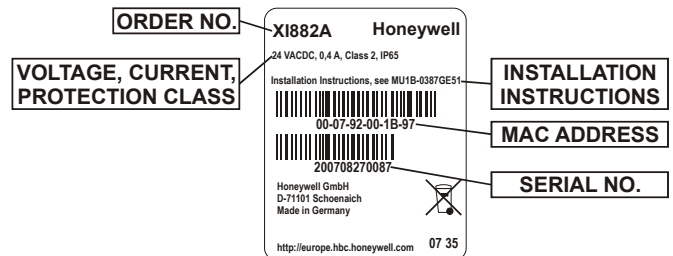 ORDER NO.
XI882A Honeywell
24 VACDC, 0,4 A, Class 2, IP65
VOLTAGE, CURRENT,
PROTECTION CLASS
Installation Instructions, see MU1B-0387GE51
INSTALLATION
INSTRUCTIONS
00-07-92-00-1B-97
MAC ADDRESS
200708270087
SERIAL NO.
Honeywell GmbH
D-71101 Schoenaich
Made in Germany
http://europe.hbc.honeywell.com 07 35